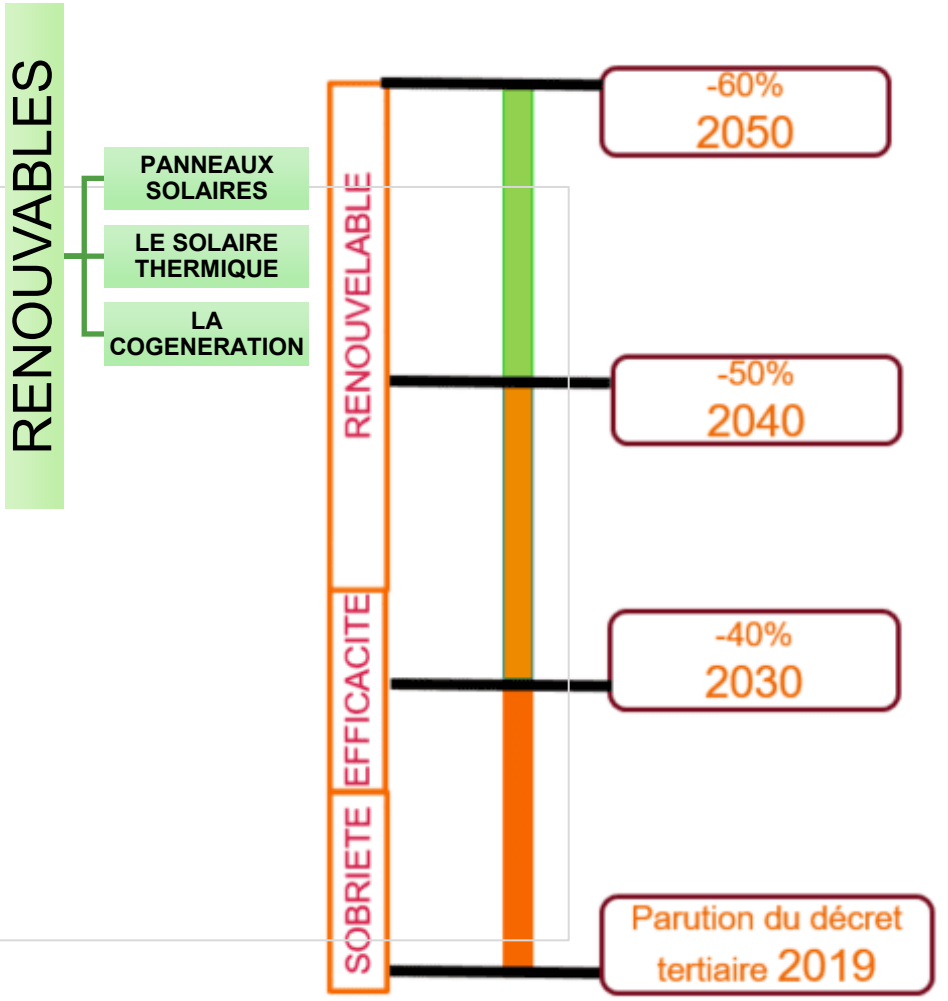 RENOUVABLES
PANNEAUX
SOLAIRES
LE SOLAIRE
THERMIQUE
LA
COGENERATION
RENOUVELABLE
EFFICACITE
SOBRIETE
-60%
2050
-50%
2040
-40%
2030
Parution du décret
tertiaire 2019